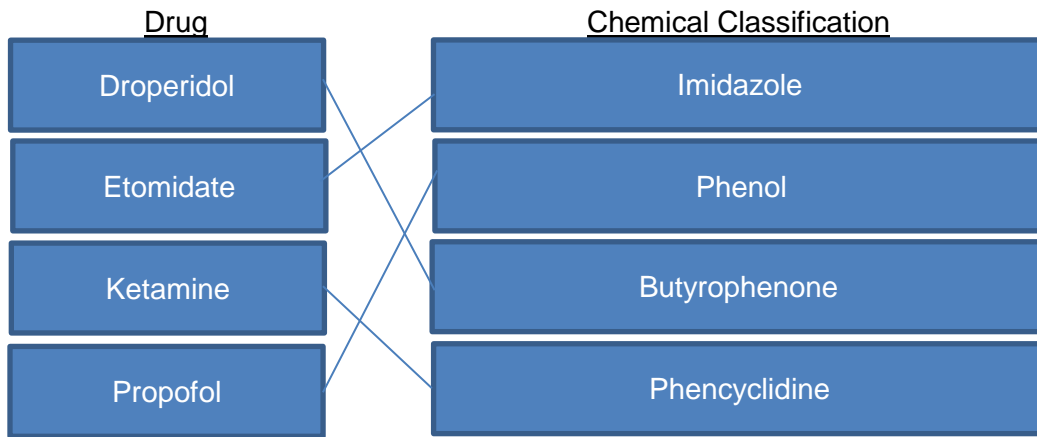 Drug
Chemical Classification
Droperidol
Imidazole
Etomidate
Phenol
Ketamine
Butyrophenone
Propofol
Phencyclidine